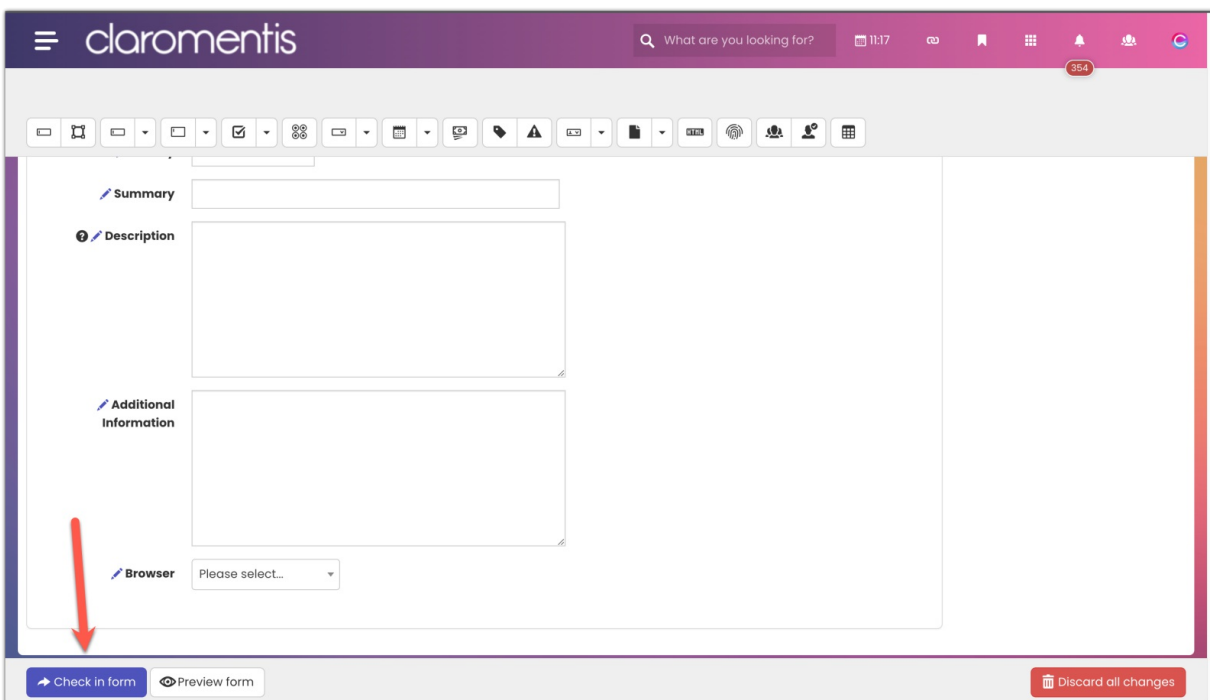 claromentis
What are you looking for?
11:17
354
HTML
Summary
Description
Additional
Information
Browser
Please select...
Check in form
Preview form
Discard all changes